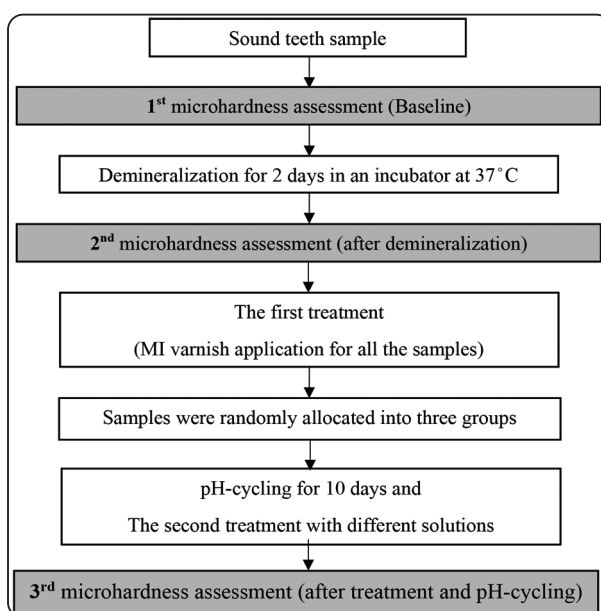 Sound teeth sample
1st microhardness assessment (Baseline)
Demineralization for 2 days in an incubator at 37˚C
2nd microhardness assessment (after demineralization)
The first treatment
(MI varnish application for all the samples)
Samples were randomly allocated into three groups
pH-cycling for 10 days and
The second treatment with different solutions
3rd microhardness assessment (after treatment and pH-cycling)